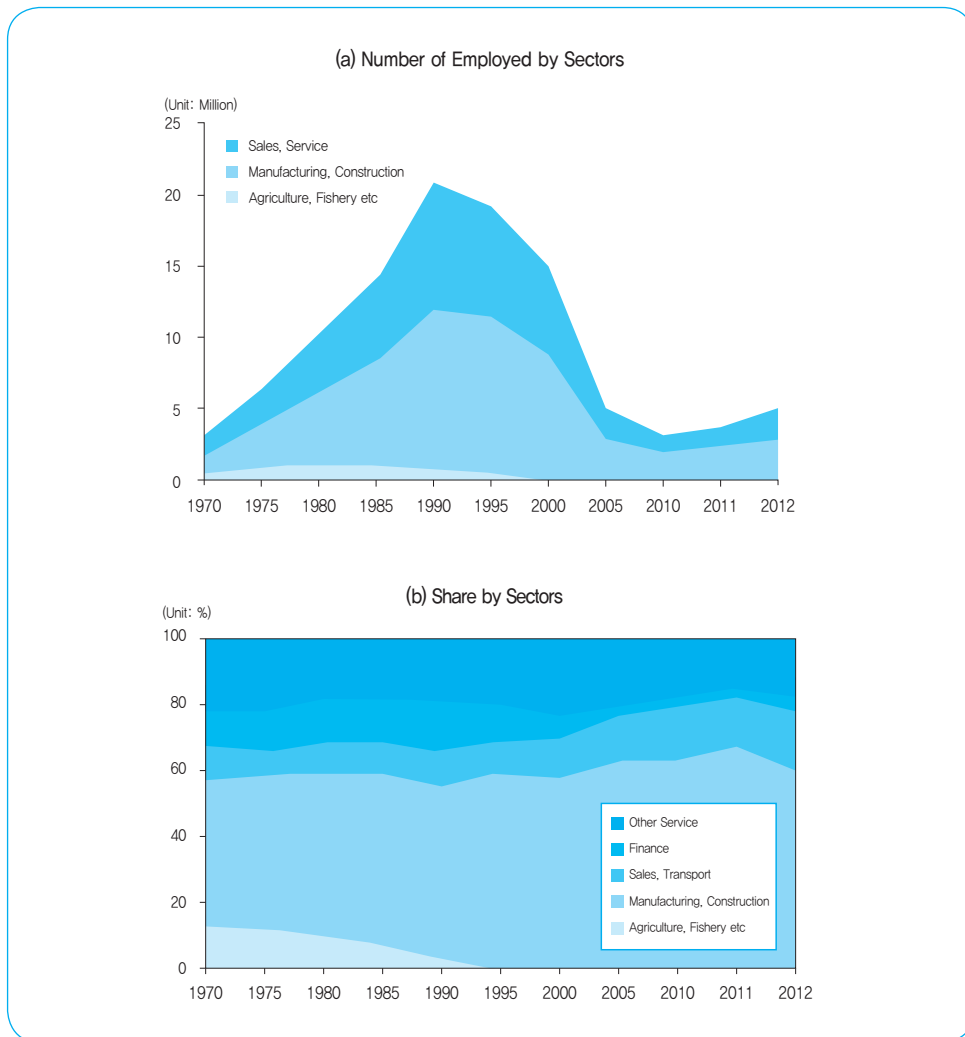 (a) Number of Employed by Sectors
(Unit: Million)
25
Sales, Service
Manufacturing, Construction
20
Agriculture, Fishery etc
15
10
5
0
1970 1975 1980 1985 1990 1995 2000 2005 2010 2011 2012
(b) Share by Sectors
(Unit: %)
100
80
60
40
20
0
Other Service
Finance
Sales, Transport
Manufacturing, Construction
Agriculture, Fishery etc
1970 1975 1980 1985 1990 1995 2000 2005 2010 2011 2012